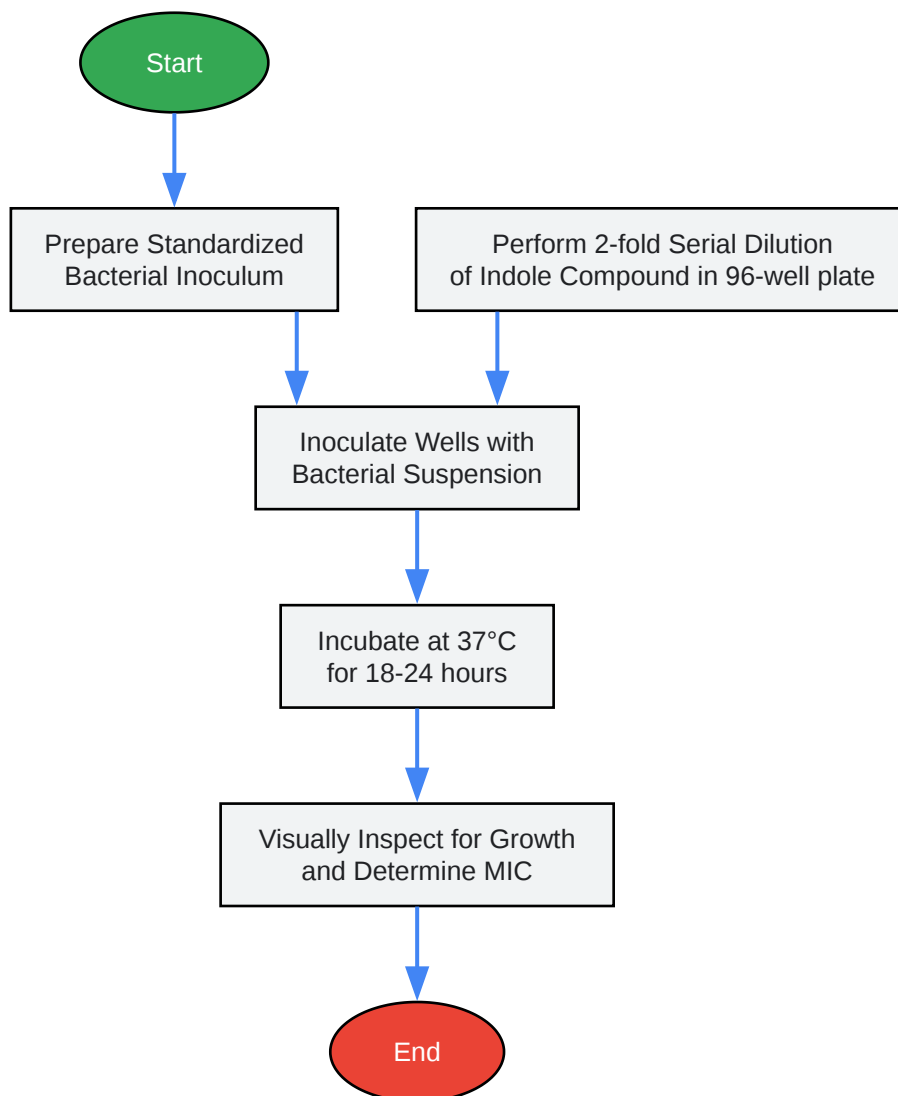 Start
Prepare Standardized
Bacterial Inoculum
Perform 2-fold Serial Dilution
of Indole Compound in 96-well plate
Inoculate Wells with
Bacterial Suspension
Incubate at 37°C
for 18-24 hours
Visually Inspect for Growth
and Determine MIC
End